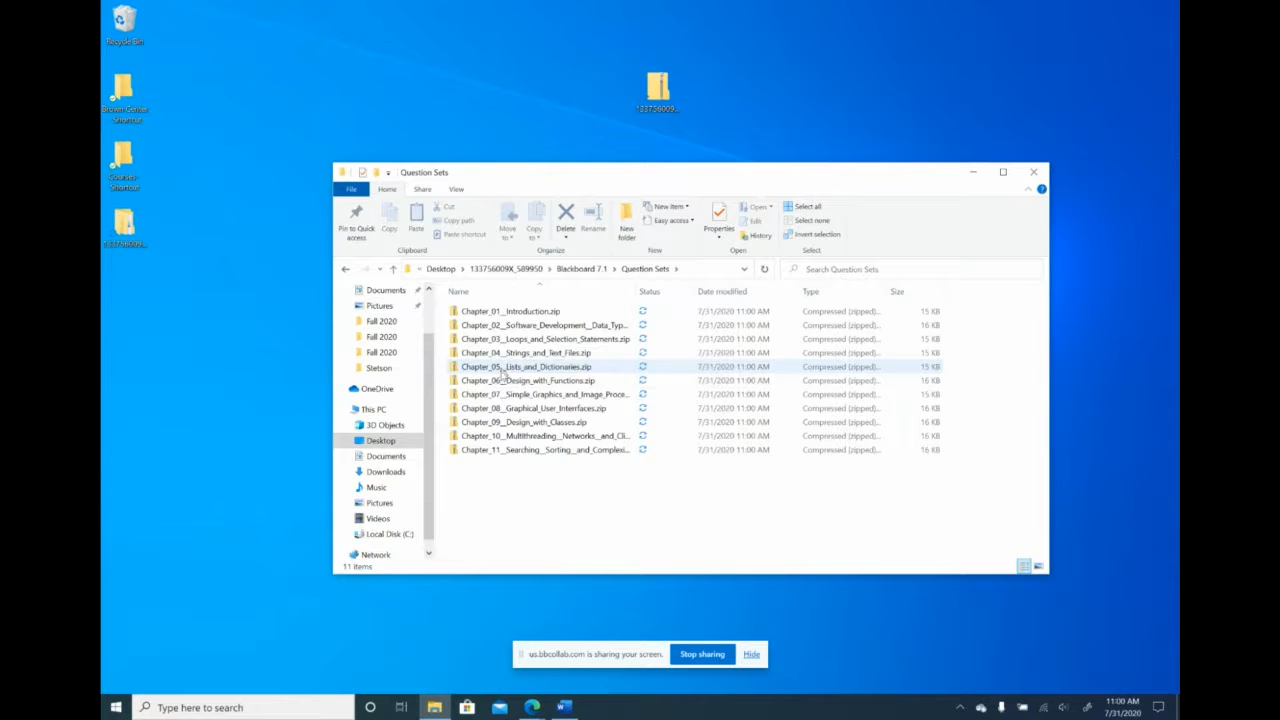 Recycle Bin
133756009...
Brown Center
Shortcut
Courses -
Shortcut
133756009...
Question Sets
File Home Share View
Pin to Quick
access
Copy
Paste
Cut
Copy path
Paste shortcut
Clipboard
Move
to
Copy
to
Delete
Rename
Organize
New
folder
New item
Easy access
New
Properties
Open
Edit
History
Open
Select all
Select none
Invert selection
Select
Desktop > 133756009X_589950 > Blackboard 7.1 > Question Sets >
Search Question Sets
Documents
Pictures
Fall 2020
Fall 2020
Fall 2020
Stetson
OneDrive
This PC
3D Objects
Desktop
Documents
Downloads
Music
Pictures
Videos
Local Disk (C:)
Network
11 items
Name Status Date modified Type Size
Chapter_01__Introduction.zip 7/31/2020 11:00 AM Compressed (zipped)... 15 KB
Chapter_02__Software_Development__Data_Typ... 7/31/2020 11:00 AM Compressed (zipped)... 16 KB
Chapter_03__Loops_and_Selection_Statements.zip 7/31/2020 11:00 AM Compressed (zipped)... 15 KB
Chapter_04__Strings_and_Text_Files.zip 7/31/2020 11:00 AM Compressed (zipped)... 15 KB
Chapter_05__Lists_and_Dictionaries.zip 7/31/2020 11:00 AM Compressed (zipped)... 15 KB
Chapter_06__Design_with_Functions.zip 7/31/2020 11:00 AM Compressed (zipped)... 16 KB
Chapter_07__Simple_Graphics_and_Image_Proce... 7/31/2020 11:00 AM Compressed (zipped)... 15 KB
Chapter_08__Graphical_User_Interfaces.zip 7/31/2020 11:00 AM Compressed (zipped)... 16 KB
Chapter_09__Design_with_Classes.zip 7/31/2020 11:00 AM Compressed (zipped)... 16 KB
Chapter_10__Multithreading__Networks__and_Cli... 7/31/2020 11:00 AM Compressed (zipped)... 16 KB
Chapter_11__Searching__Sorting__and_Complexi... 7/31/2020 11:00 AM Compressed (zipped)... 16 KB
us.bbcollab.com is sharing your screen. Stop sharing Hide
Type here to search
11:00 AM
7/31/2020